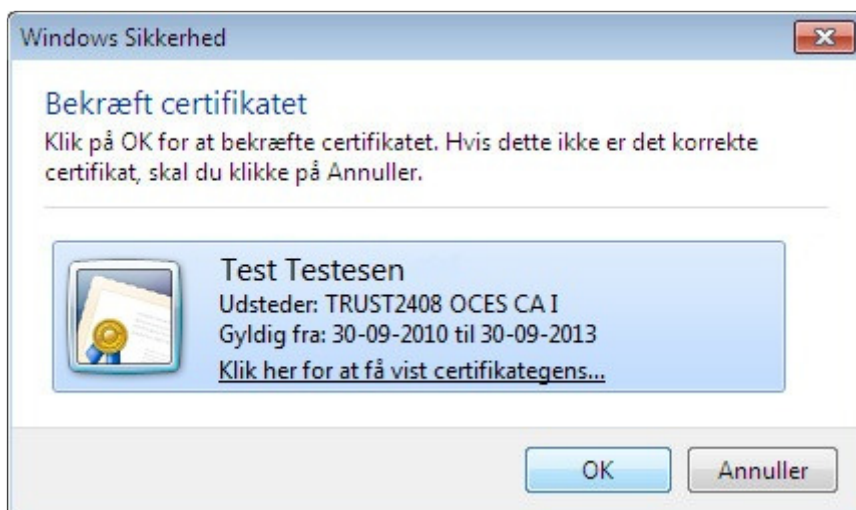 Windows Sikkerhed
Bekræft certifikatet
Klik på OK for at bekræfte certifikatet. Hvis dette ikke er det korrekte
certifikat, skal du klikke på Annuller.
Test Testesen
Udsteder: TRUST2408 OCES CA I
Gyldig fra: 30-09-2010 til 30-09-2013
Klik her for at få vist certifikategens...
OK
Annuller